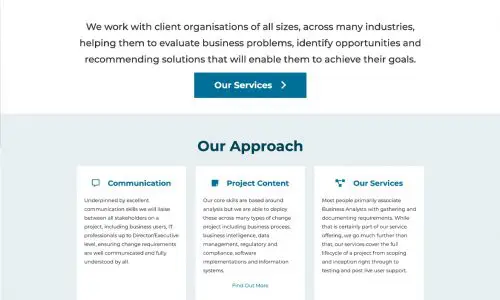 We work with client organisations of all sizes, across many industries,
helping them to evaluate business problems, identify opportunities and
recommending solutions that will enable them to achieve their goals.
Our Services
Our Approach
Communication
Underpinned by excellent
communication skills we will liaise
between all stakeholders on a
project, including business users, IT
professionals up to Director/Executive
level, ensuring change requirements
are well communicated and fully
understood by all.
Project Content
Our core skills are based around
analysis but we are able to deploy
these across many types of change
project including business process,
business intelligence, data
management, regulatory and
compliance, software
implementations and information
systems.
Find Out More
Our Services
Most people primarily associate
Business Analysts with gathering and
documenting requirements. While
that is certainly part of our service
offering, we go much further than
that, our services cover the full
lifecycle of a project from scoping
and inception right through to
testing and post live user support.